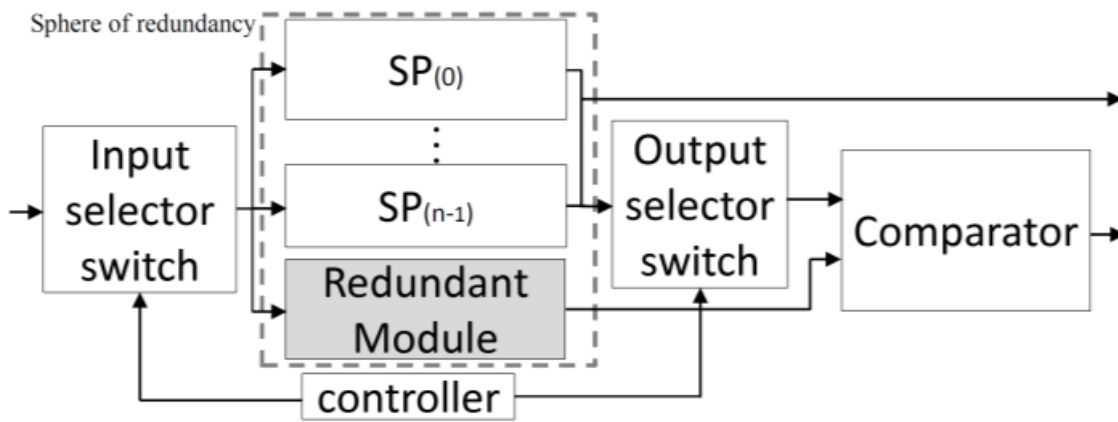 Sphere of redundancy
SP(0)
⋮
Input
selector
switch
SP(n-1)
Output
selector
switch
Comparator
Redundant
Module
controller